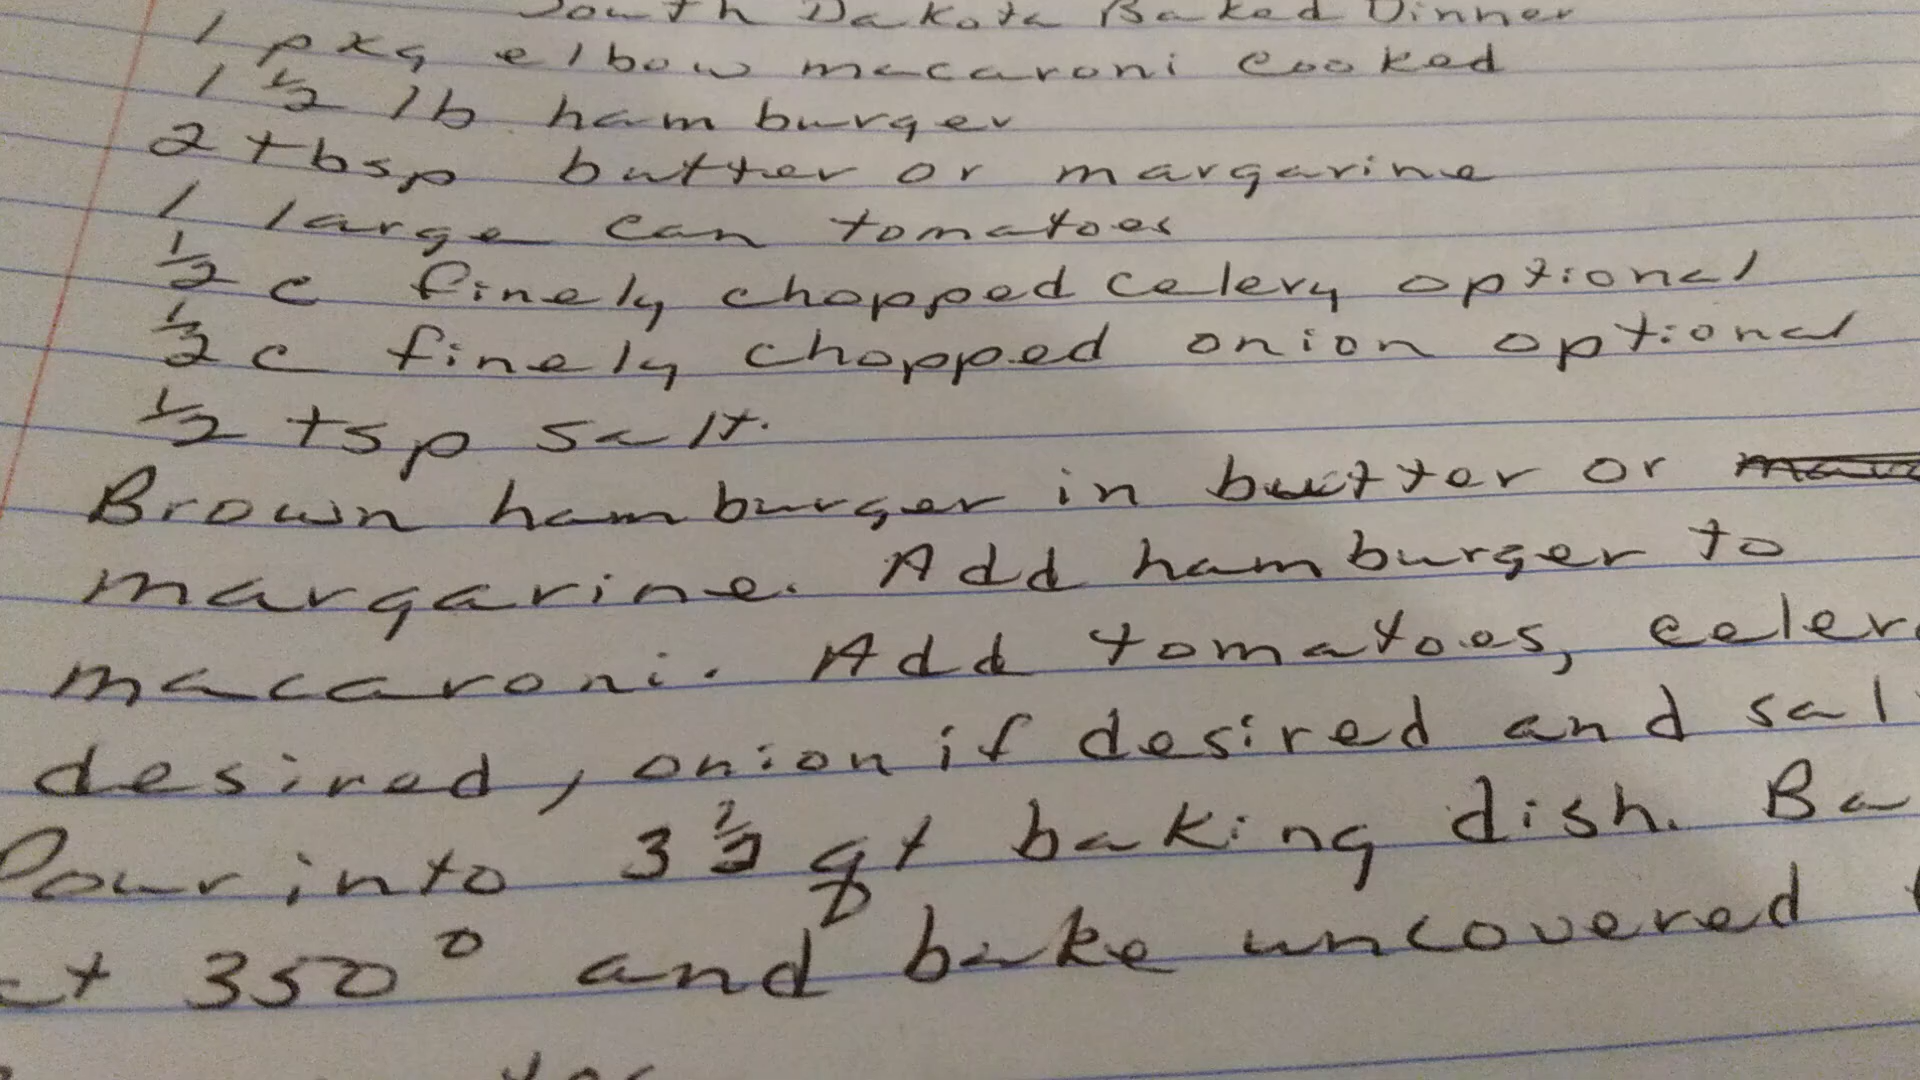 South Dakota Baked Dinner
1 pkg elbow macaroni cooked
1 1/2 lb hamburger
2 tbsp butter or margarine
1 large can tomatoes
1/2 c finely chopped celery optional
1/2 c finely chopped onion optional
1/2 tsp salt.
Brown hamburger in butter or
margarine. Add hamburger to
macaroni. Add tomatoes, celer
desired, onion if desired and sal
Pour into 3 1/2 qt baking dish. Ba
at 350° and bake uncovered